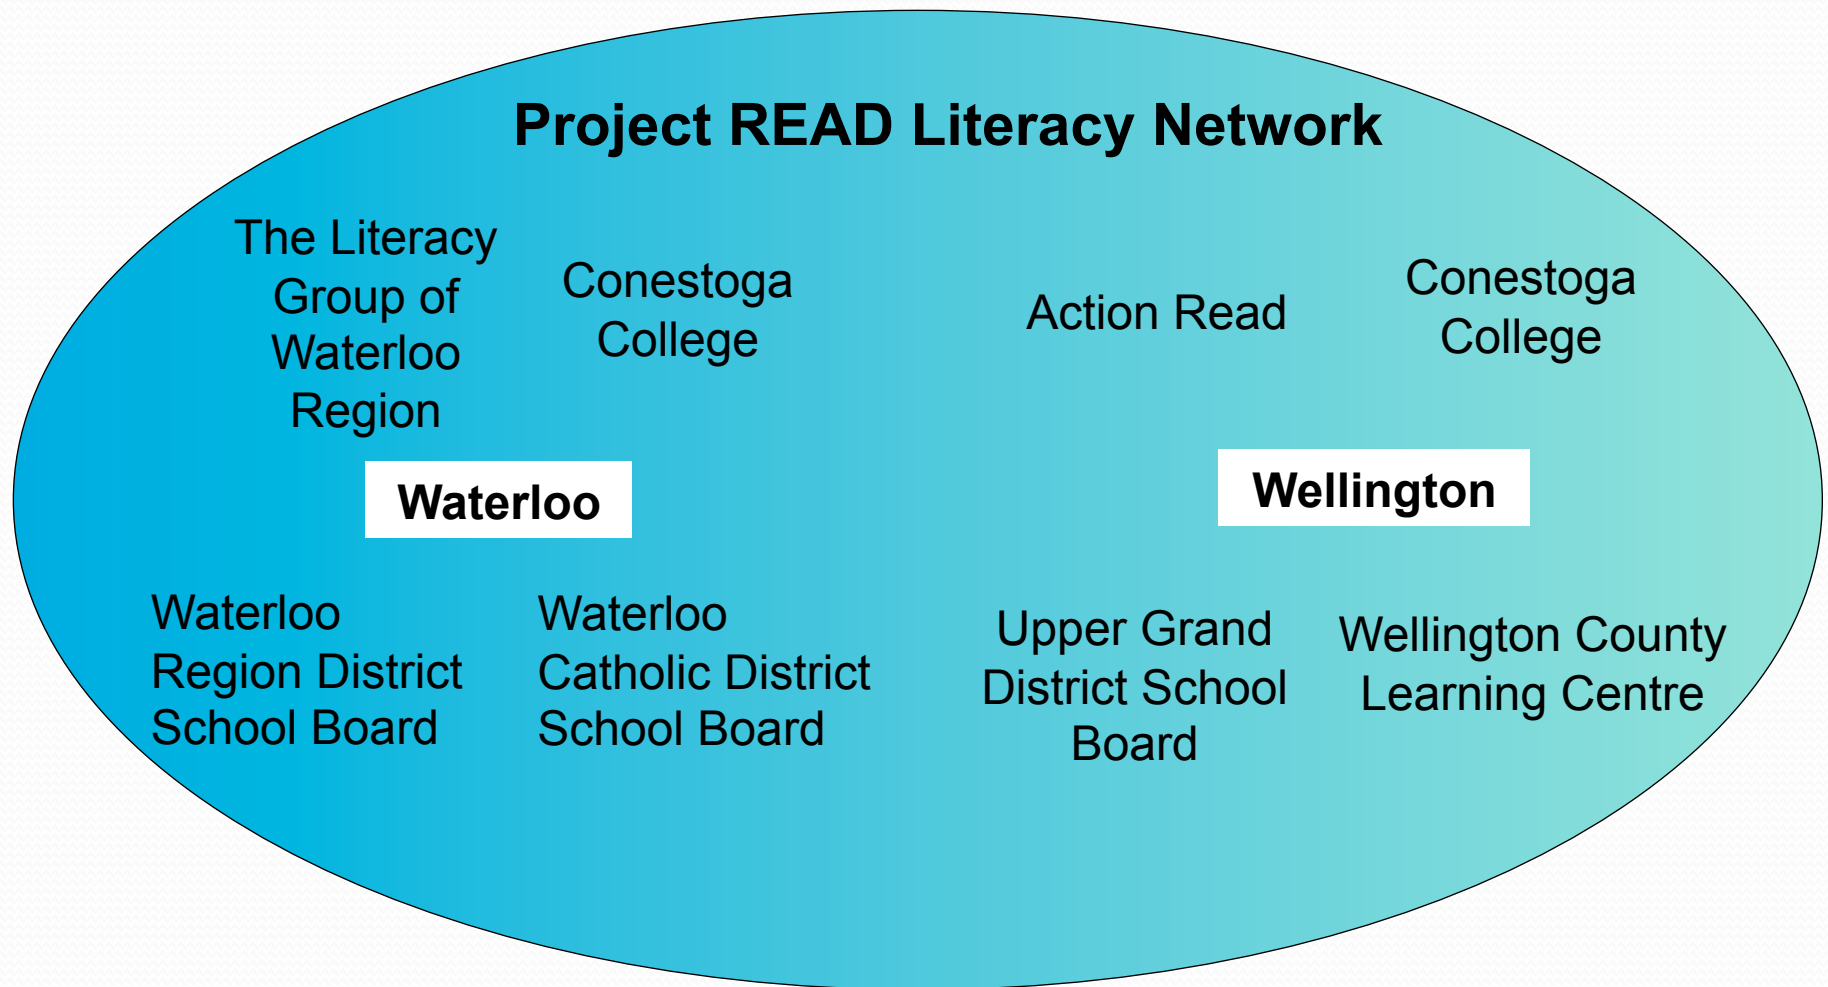 Project READ Literacy Network
The Literacy
Group of
Waterloo
Region
Conestoga
College
Action Read
Conestoga
College
Waterloo
Wellington
Waterloo
Region District
School Board
Waterloo
Catholic District
School Board
Upper Grand
District School
Board
Wellington County
Learning Centre